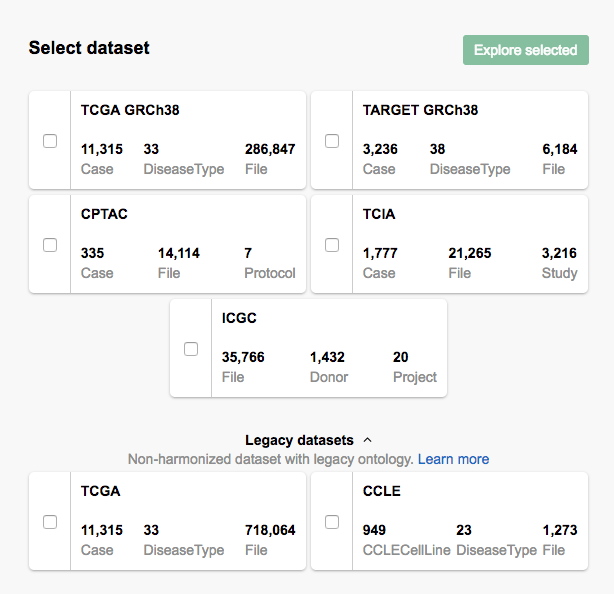 Select dataset
Explore selected
TCGA GRCh38
11,315 33 286,847
Case DiseaseType File
TARGET GRCh38
3,236 38 6,184
Case DiseaseType File
CPTAC
335 14,114 7
Case File Protocol
TCIA
1,777 21,265 3,216
Case File Study
ICGC
35,766 1,432 20
File Donor Project
Legacy datasets
Non-harmonized dataset with legacy ontology. Learn more
TCGA
11,315 33 718,064
Case DiseaseType File
CCLE
949 23 1,273
CCLECellLine DiseaseType File